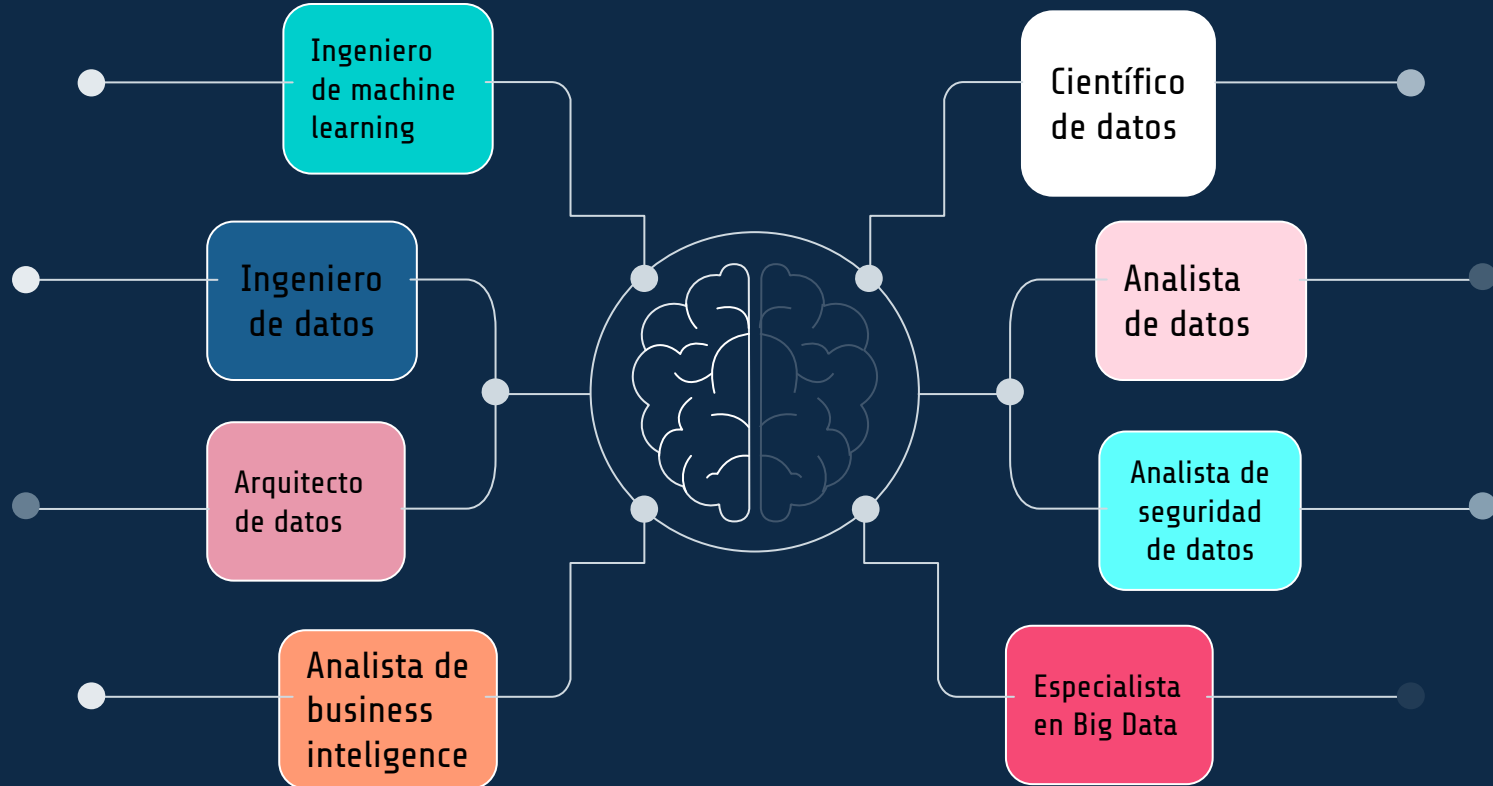 Ingeniero
de machine
learning
Científico
de datos
Ingeniero
de datos
Analista
de datos
Arquitecto
de datos
Analista de
seguridad
de datos
Analista de
business
inteligence
Especialista
en Big Data